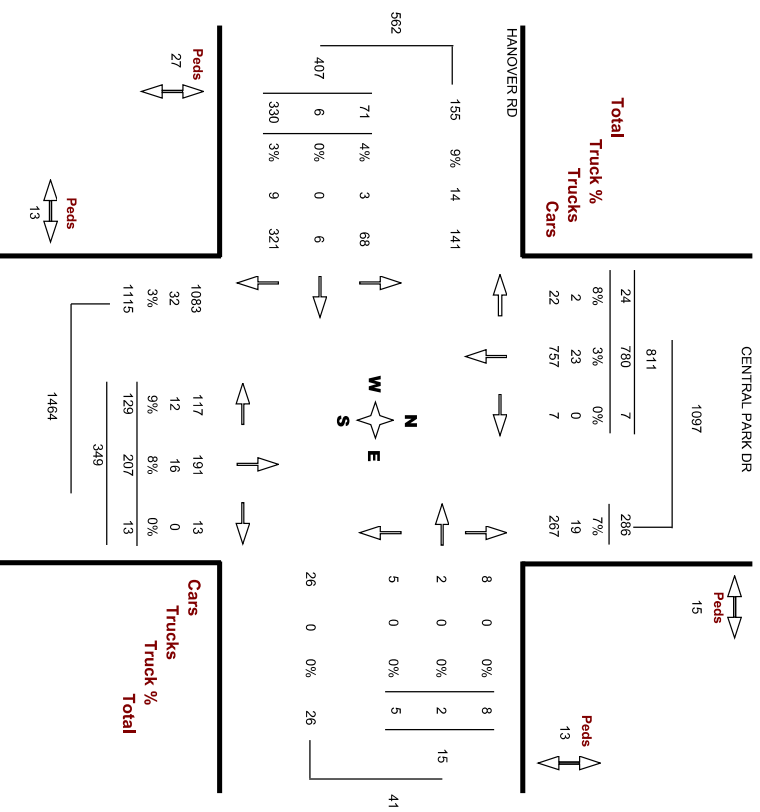 CENTRAL PARK DR
1097
811
Total 24 780 7 286
Truck % 8% 3% 0% 7%
Trucks 2 23 0 19
Cars 22 757 7 267
Peds
15
Peds
13
HANOVER RD
562
155 9% 14 141
407
71 4% 3 68
6 0% 0 6
330 3% 9 321
Peds
27
Peds
13
N
W E
S
8 0 0% 8
2 0 0% 2
5 0 0% 5
15
26 0 0% 26
41
1083 117 191 13 Cars
32 12 16 0 Trucks
3% 9% 8% 0% Truck %
1115 129 207 13 Total
349
1464